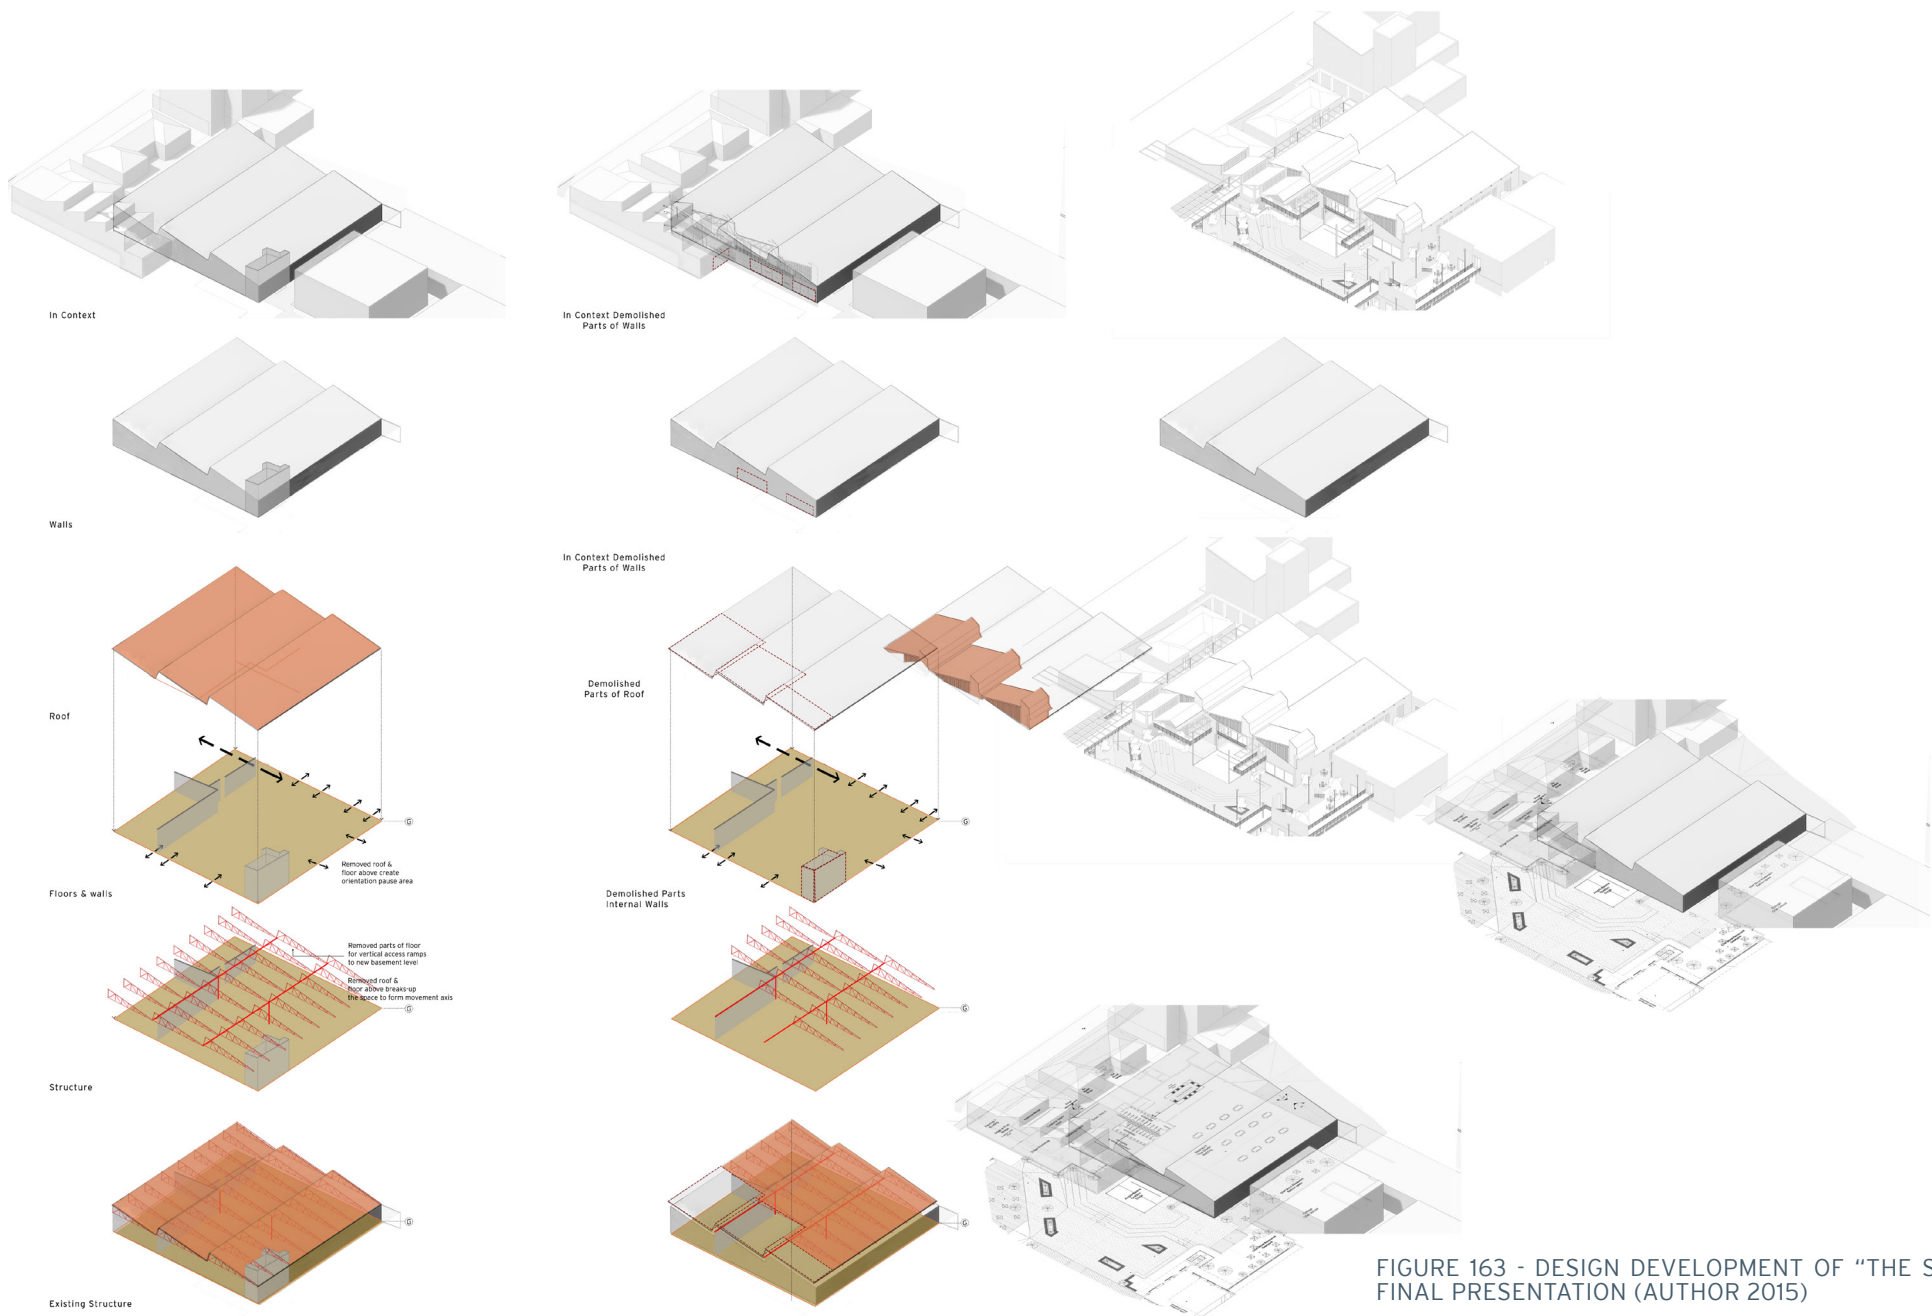 In Context
In Context Demolished
Parts of Walls
Walls
In Context Demolished
Parts of Walls
Demolished
Parts of Roof
Roof
G
G
Removed roof &
floor above create
orientation pause area
Floors & walls
Demolished Parts
Internal Walls
Removed parts of floor
for vertical access ramps
to new basement level
Removed roof &
floor above breaks-up
the space to form movement axis
G
G
Structure
G
G
Existing Structure
FIGURE 163 - DESIGN DEVELOPMENT OF “THE S
FINAL PRESENTATION (AUTHOR 2015)